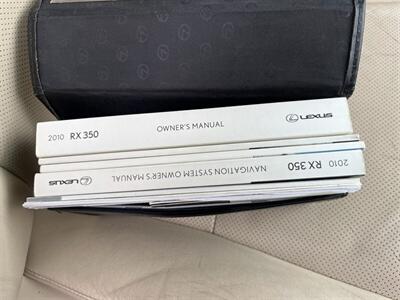 2010 RX 350 OWNER'S MANUAL LEXUS
2010 RX 350 NAVIGATION SYSTEM OWNER'S MANUAL LEXUS